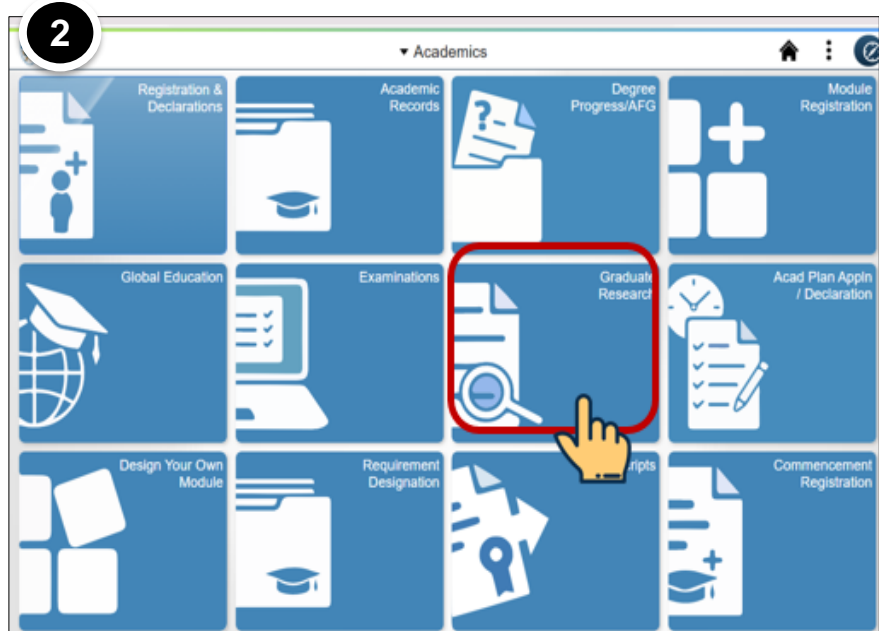 2
▾ Academics
Registration &
Declarations
Academic
Records
Degree
Progress/AFG
Module
Registration
Global Education
Examinations
Graduate
Research
Acad Plan Appln
/ Declaration
Design Your Own
Module
Requirement
Designation
Commencement
Registration